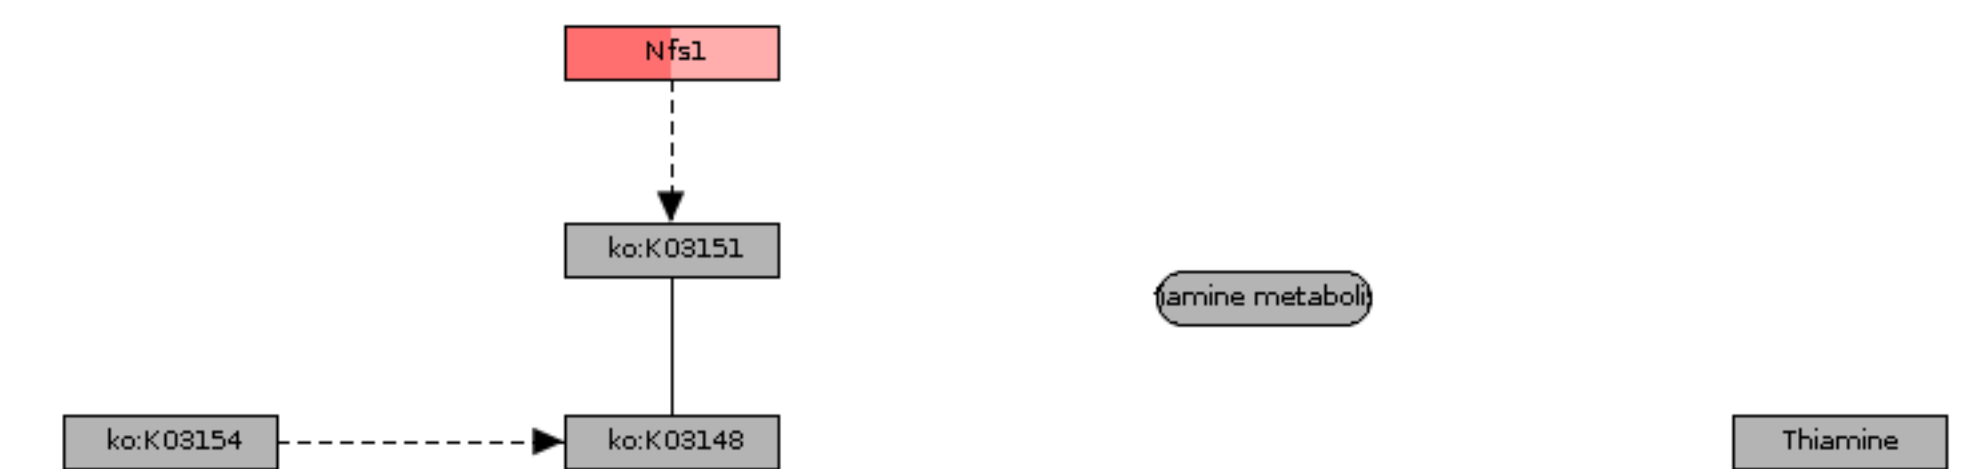 Nfs1
ko:K03151
iamine metaboli
ko:K03154
ko:K03148
Thiamine